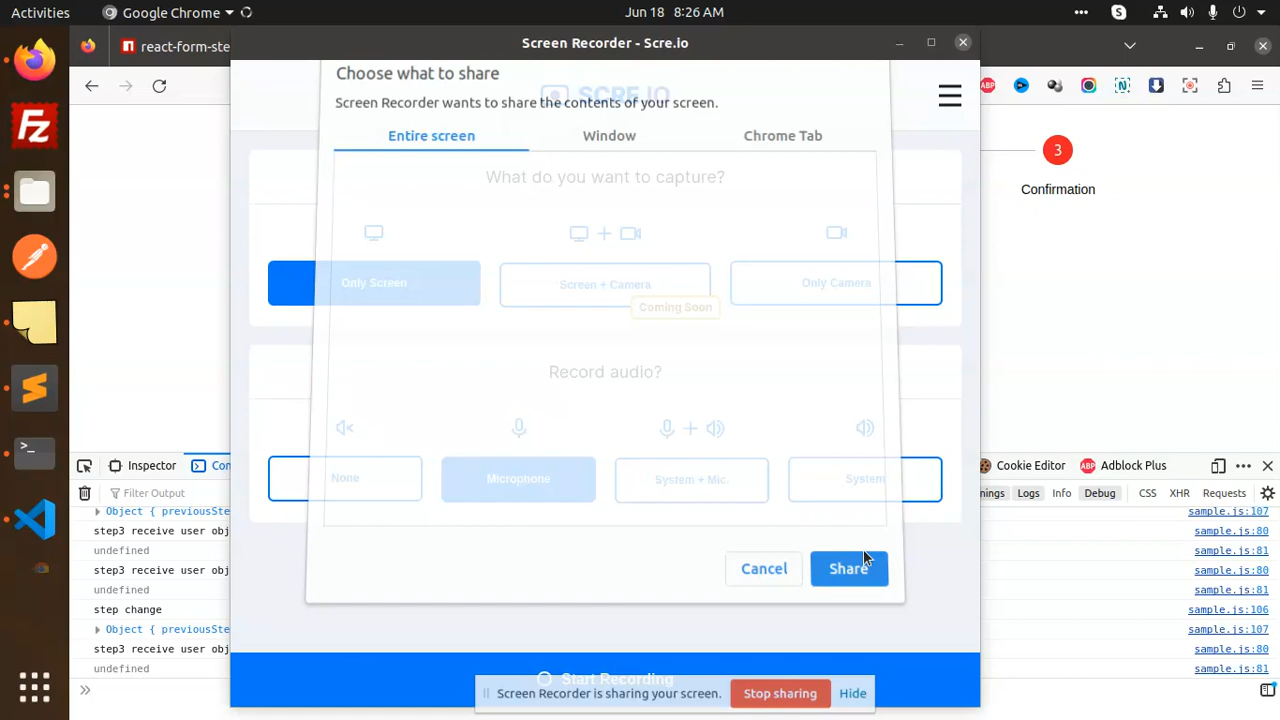 Activities
Google Chrome
Jun 18 8:26 AM
react-form-ste
Screen Recorder - Scre.io
Choose what to share
SCRE.IO
Screen Recorder wants to share the contents of your screen.
Entire screen
Window
Chrome Tab
What do you want to capture?
3
Confirmation
Only Screen
Screen + Camera
Only Camera
Coming Soon
Record audio?
None
Microphone
System + Mic.
System
Cancel
Share
Start Recording
Screen Recorder is sharing your screen.
Stop sharing
Hide
Inspector
Con
Cookie Editor
Adblock Plus
Filter Output
nings
Logs
Info
Debug
CSS
XHR
Requests
Object { previousSte
sample.js:107
step3 receive user obj
sample.js:80
undefined
sample.js:81
step3 receive user obj
sample.js:80
undefined
sample.js:81
step change
sample.js:106
Object { previousSte
sample.js:107
step3 receive user obj
sample.js:80
undefined
sample.js:81